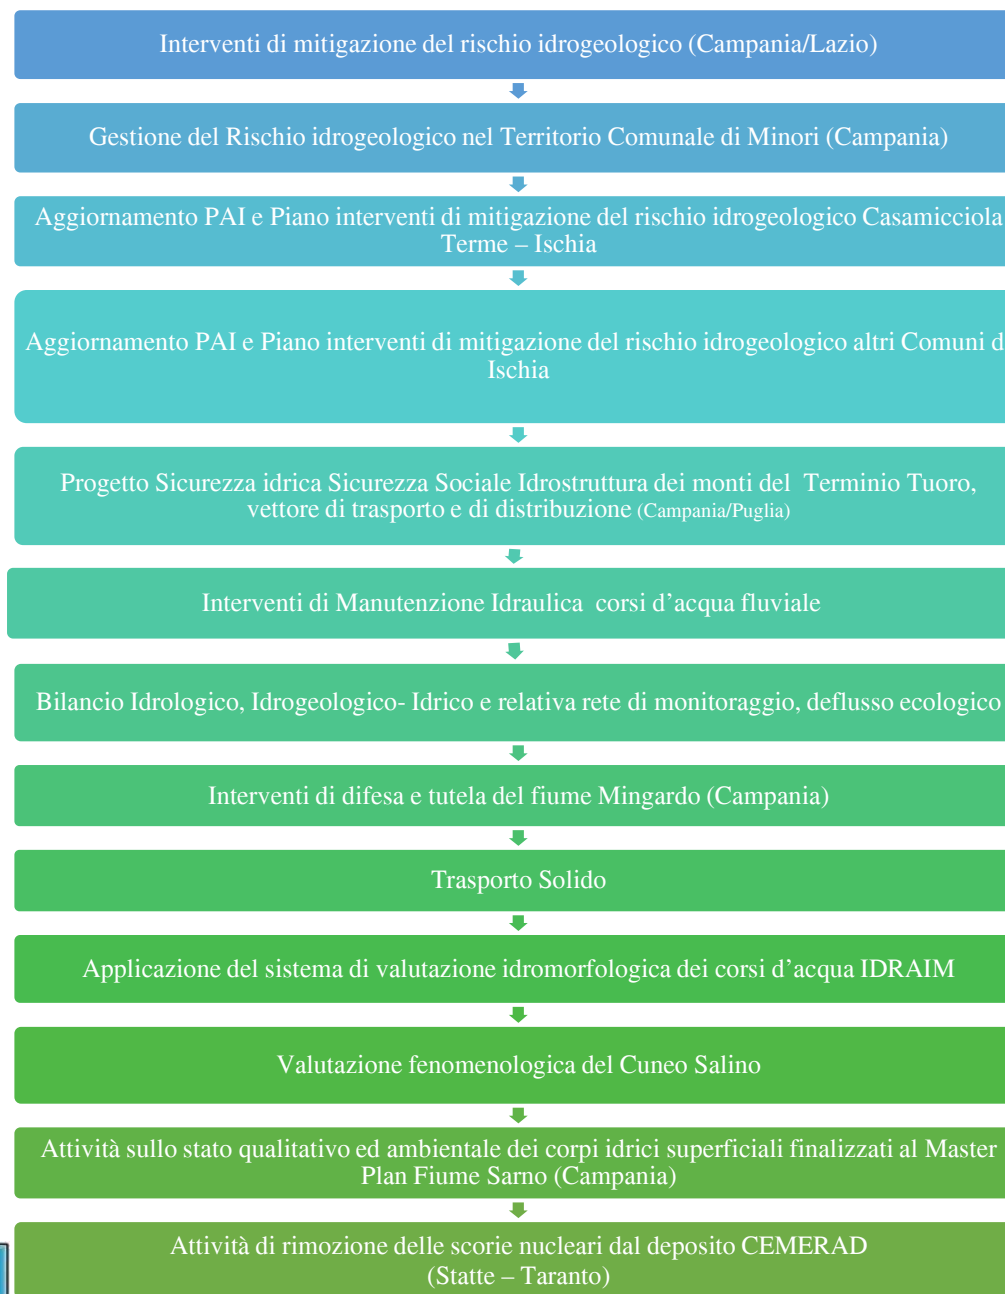 Interventi di mitigazione del rischio idrogeologico (Campania/Lazio)
Gestione del Rischio idrogeologico nel Territorio Comunale di Minori (Campania)
Aggiornamento PAI e Piano interventi di mitigazione del rischio idrogeologico Casamicciola
Terme – Ischia
Aggiornamento PAI e Piano interventi di mitigazione del rischio idrogeologico altri Comuni d
Ischia
Progetto Sicurezza idrica Sicurezza Sociale Idrostruttura dei monti del Terminio Tuoro,
vettore di trasporto e di distribuzione (Campania/Puglia)
Interventi di Manutenzione Idraulica corsi d’acqua fluviale
Bilancio Idrologico, Idrogeologico- Idrico e relativa rete di monitoraggio, deflusso ecologico
Interventi di difesa e tutela del fiume Mingardo (Campania)
Trasporto Solido
Applicazione del sistema di valutazione idromorfologica dei corsi d’acqua IDRAIM
Valutazione fenomenologica del Cuneo Salino
Attività sullo stato qualitativo ed ambientale dei corpi idrici superficiali finalizzati al Master
Plan Fiume Sarno (Campania)
Attività di rimozione delle scorie nucleari dal deposito CEMERAD
(Statte – Taranto)